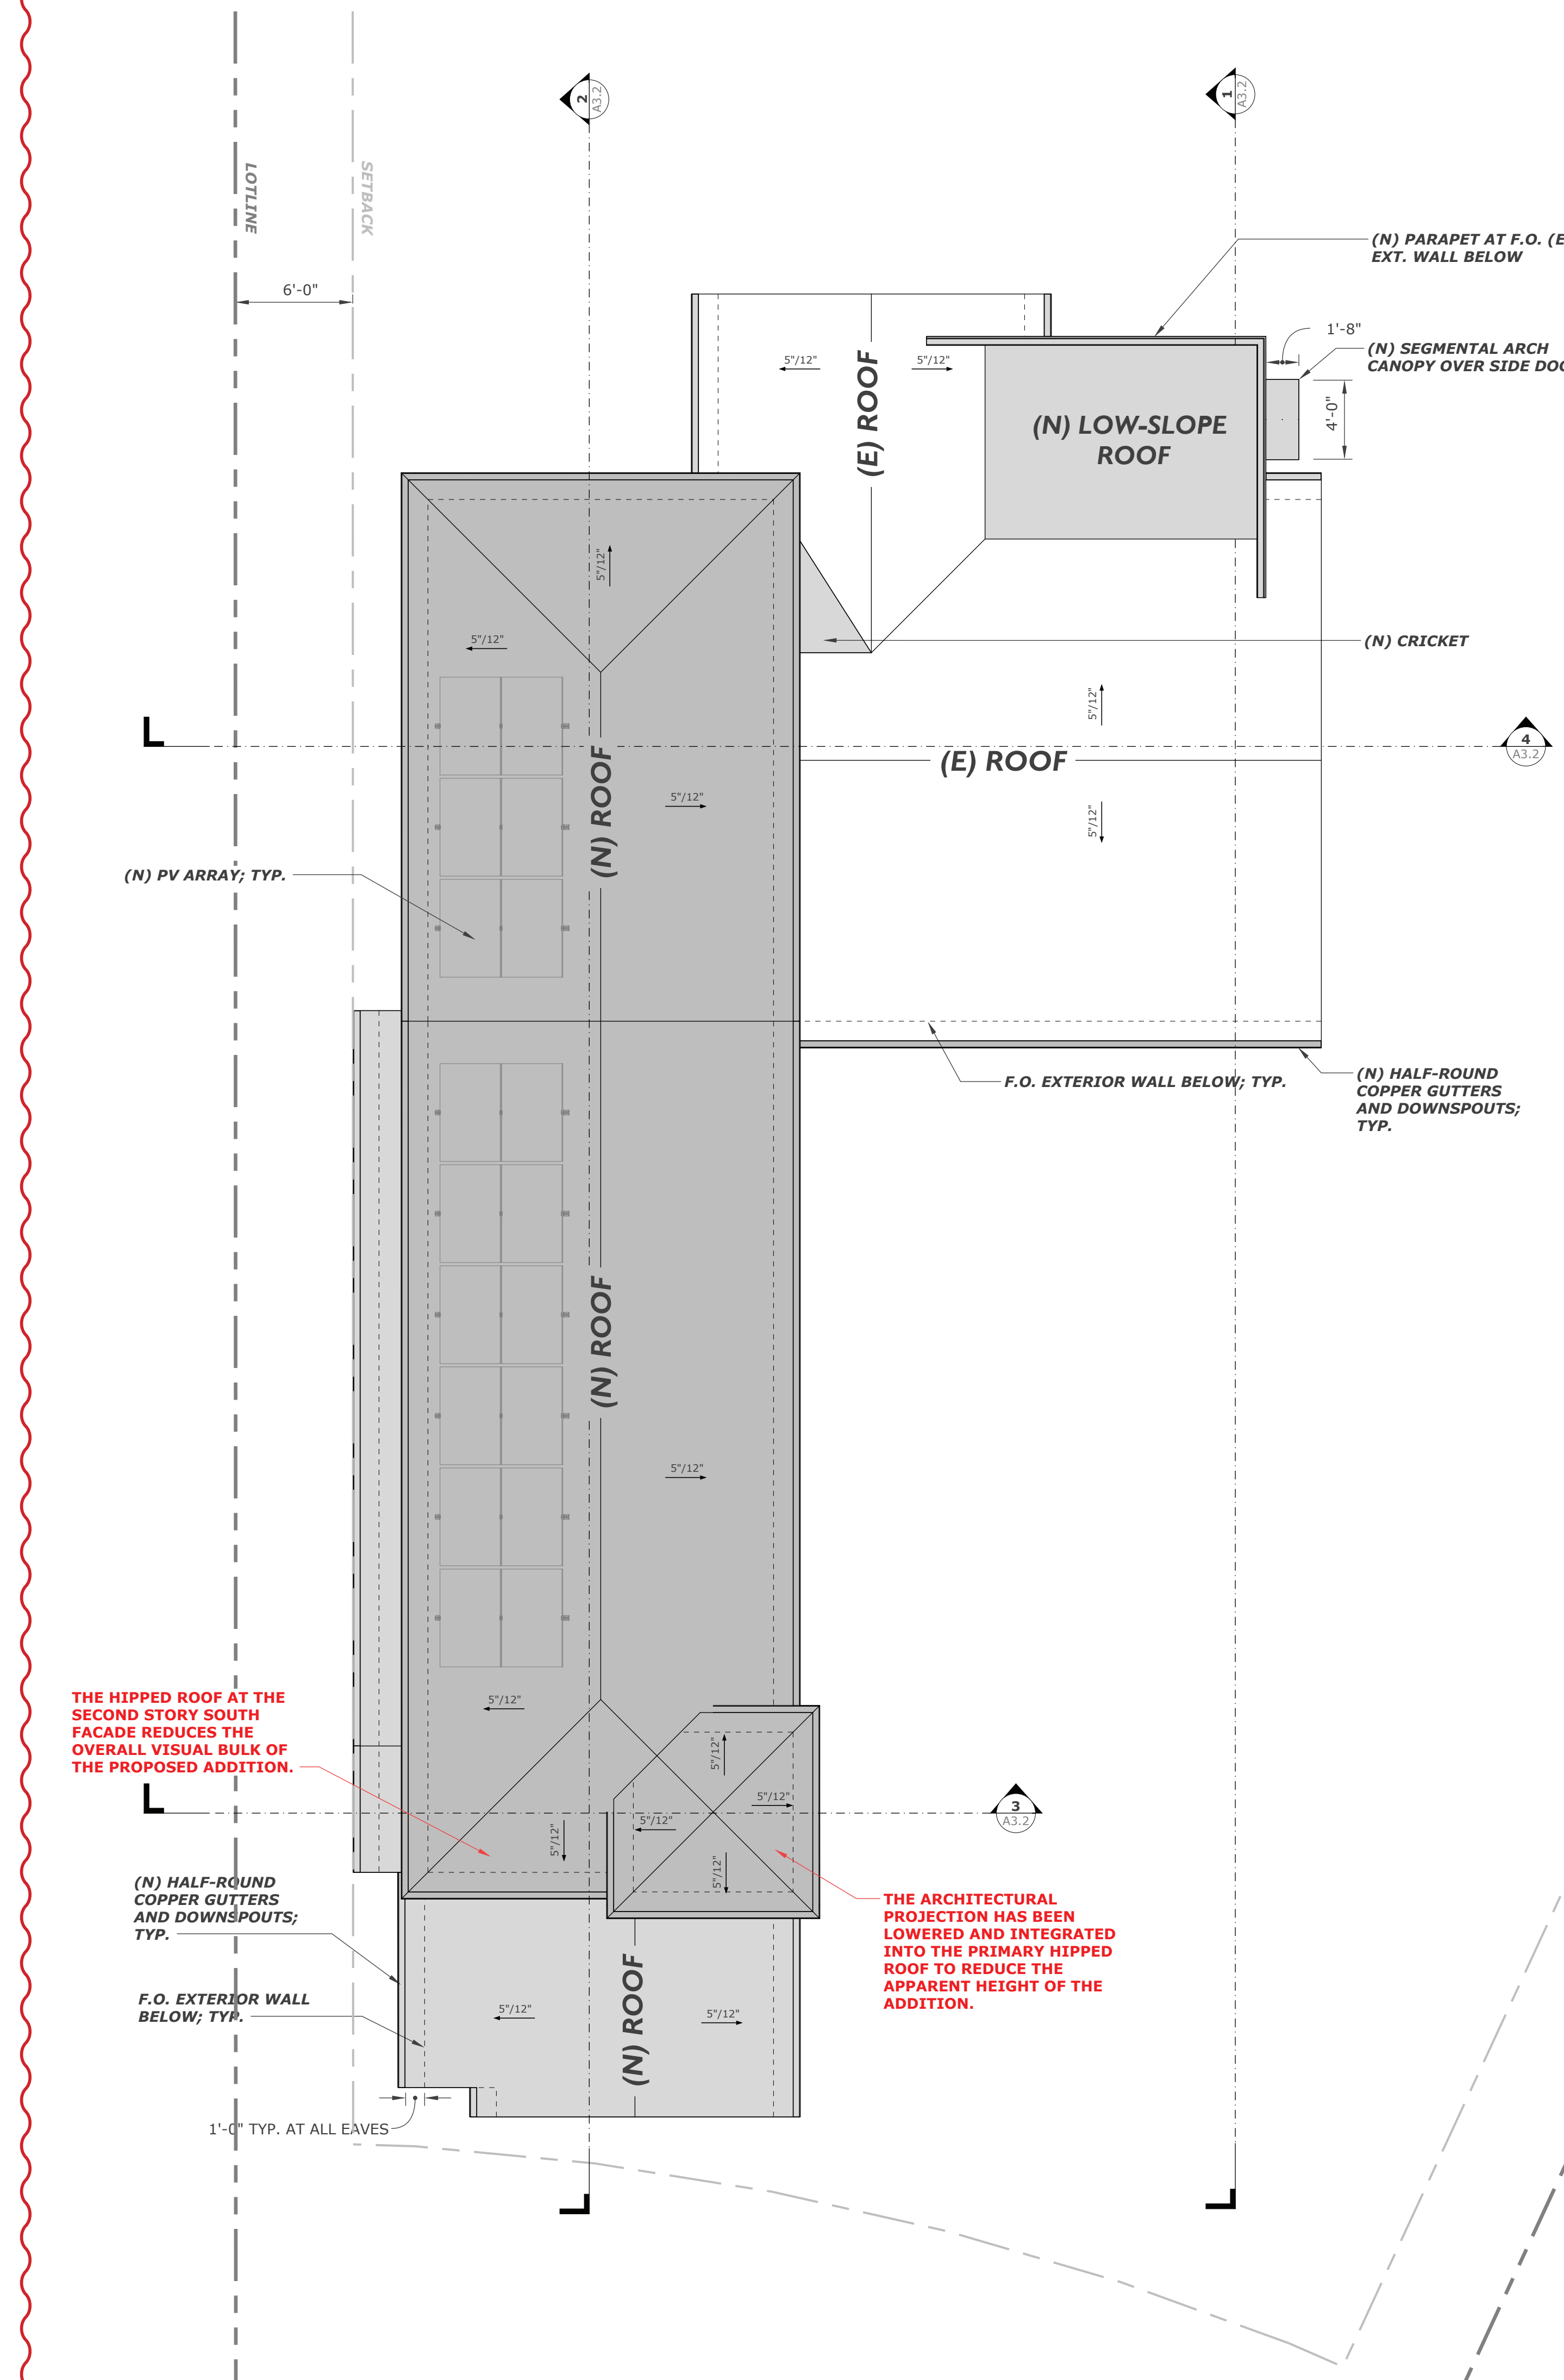 2
A3.2
1
A3.2
LOTLINE
SETBACK
6'-0"
(N) PARAPET AT F.O. (E
EXT. WALL BELOW
1'-8"
(N) SEGMENTAL ARCH
CANOPY OVER SIDE DOO
4'-0"
5"/12"
5"/12"
(E) ROOF
(N) LOW-SLOPE
ROOF
5"/12"
5"/12"
(N) CRICKET
5"/12"
(N) ROOF
(E) ROOF
4
A3.2
5"/12"
5"/12"
(N) PV ARRAY; TYP.
F.O. EXTERIOR WALL BELOW; TYP.
(N) HALF-ROUND
COPPER GUTTERS
AND DOWNSPOUTS;
TYP.
(N) ROOF
5"/12"
THE HIPPED ROOF AT THE
SECOND STORY SOUTH
FACADE REDUCES THE
OVERALL VISUAL BULK OF
THE PROPOSED ADDITION.
5"/12"
5"/12"
5"/12"
5"/12"
5"/12"
5"/12"
3
A3.2
(N) HALF-ROUND
COPPER GUTTERS
AND DOWNSPOUTS;
TYP.
THE ARCHITECTURAL
PROJECTION HAS BEEN
LOWERED AND INTEGRATED
INTO THE PRIMARY HIPPED
ROOF TO REDUCE THE
APPARENT HEIGHT OF THE
ADDITION.
F.O. EXTERIOR WALL
BELOW; TYP.
5"/12"
(N) ROOF
5"/12"
1'-0" TYP. AT ALL EAVES